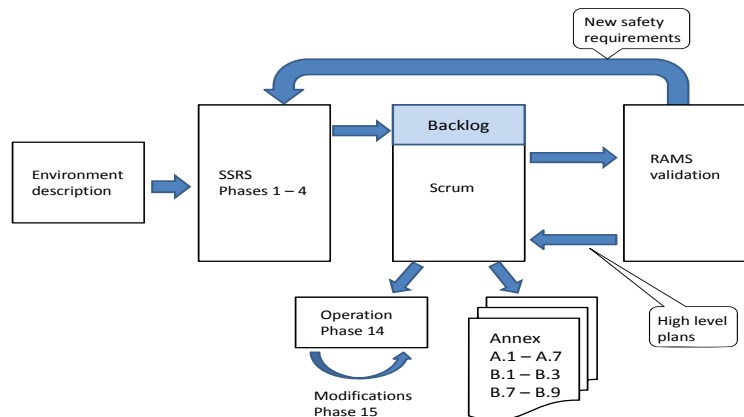 New safety
requirements
Environment
description
SSRS
Phases 1 – 4
Backlog
Scrum
RAMS
validation
Operation
Phase 14
Modifications
Phase 15
Annex
A.1 – A.7
B.1 – B.3
B.7 – B.9
High level
plans